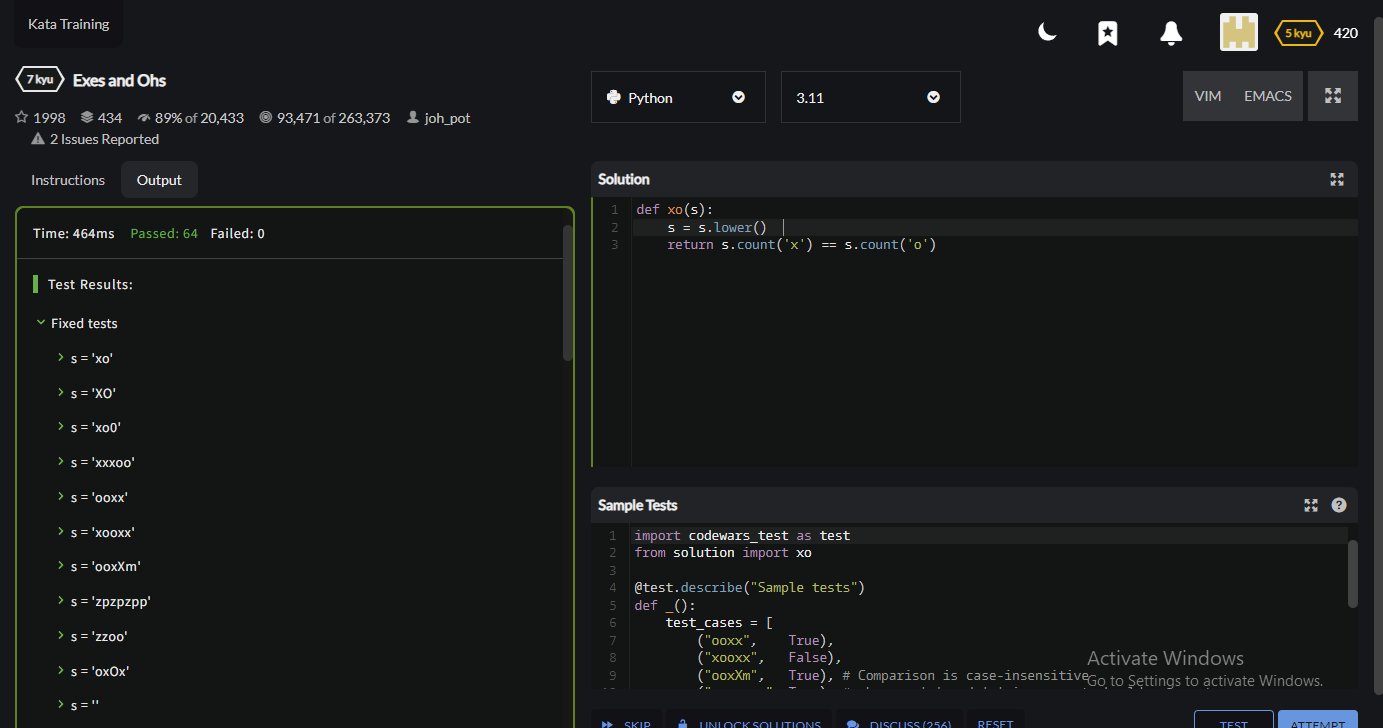 Kata Training
5 kyu 420
7 kyu Exes and Ohs
1998 434 89% of 20,433 93,471 of 263,373 joh_pot
2 Issues Reported
Python
3.11
VIM EMACS
Instructions Output
Time: 464ms Passed: 64 Failed: 0
Test Results:
Fixed tests
s = 'xo'
s = 'XO'
s = 'xo0'
s = 'xxxoo'
s = 'ooxx'
s = 'xooxx'
s = 'ooxXm'
s = 'zpzpzpp'
s = 'zzoo'
s = 'oxOx'
s = ''
Solution
1 def xo(s):
2 s = s.lower()
3 return s.count('x') == s.count('o')
Sample Tests
1 import codewars_test as test
2 from solution import xo
3
4 @test.describe("Sample tests")
5 def _():
6 test_cases = [
7 ("ooxx", True),
8 ("xooxx", False),
9 ("ooxXm", True), # Comparison is case-insensitive
Activate Windows
Go to Settings to activate Windows.
SKIP UNLOCK SOLUTIONS DISCUSS (256) RESET TEST ATTEMPT